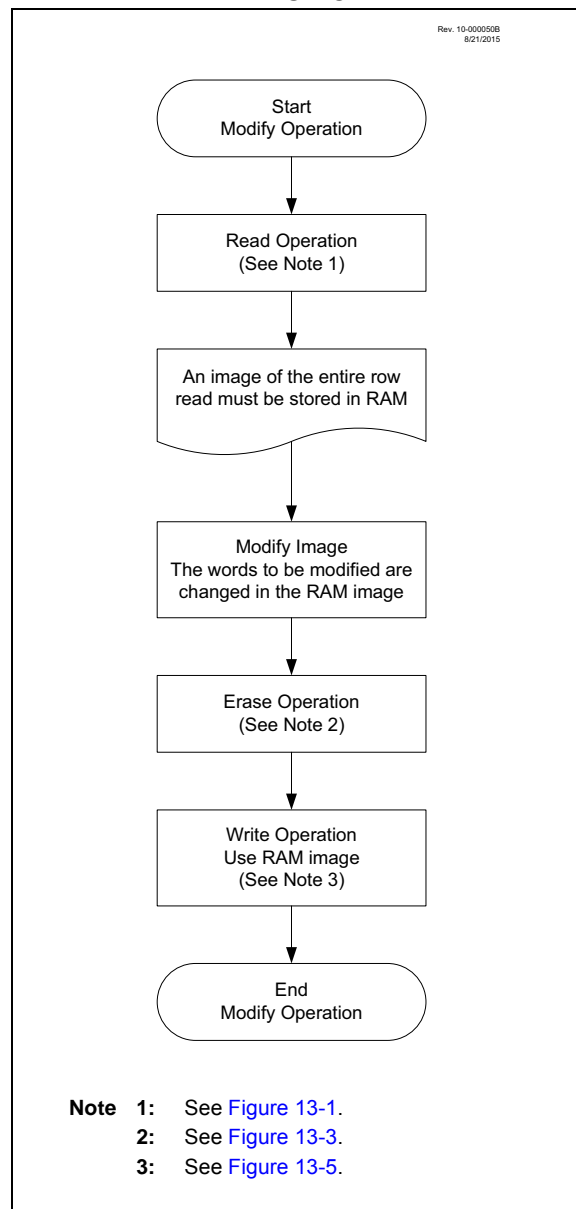 Rev. 10-000050B
8/21/2015
Start
Modify Operation
Read Operation
(See Note 1)
An image of the entire row
read must be stored in RAM
Modify Image
The words to be modified are
changed in the RAM image
Erase Operation
(See Note 2)
Write Operation
Use RAM image
(See Note 3)
End
Modify Operation
Note 1: See Figure 13-1.
2: See Figure 13-3.
3: See Figure 13-5.